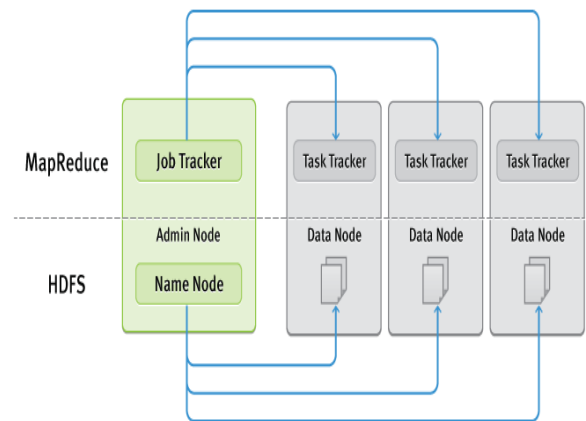 MapReduce
Job Tracker
Task Tracker
Task Tracker
Task Tracker
Admin Node
Data Node
Data Node
Data Node
HDFS
Name Node